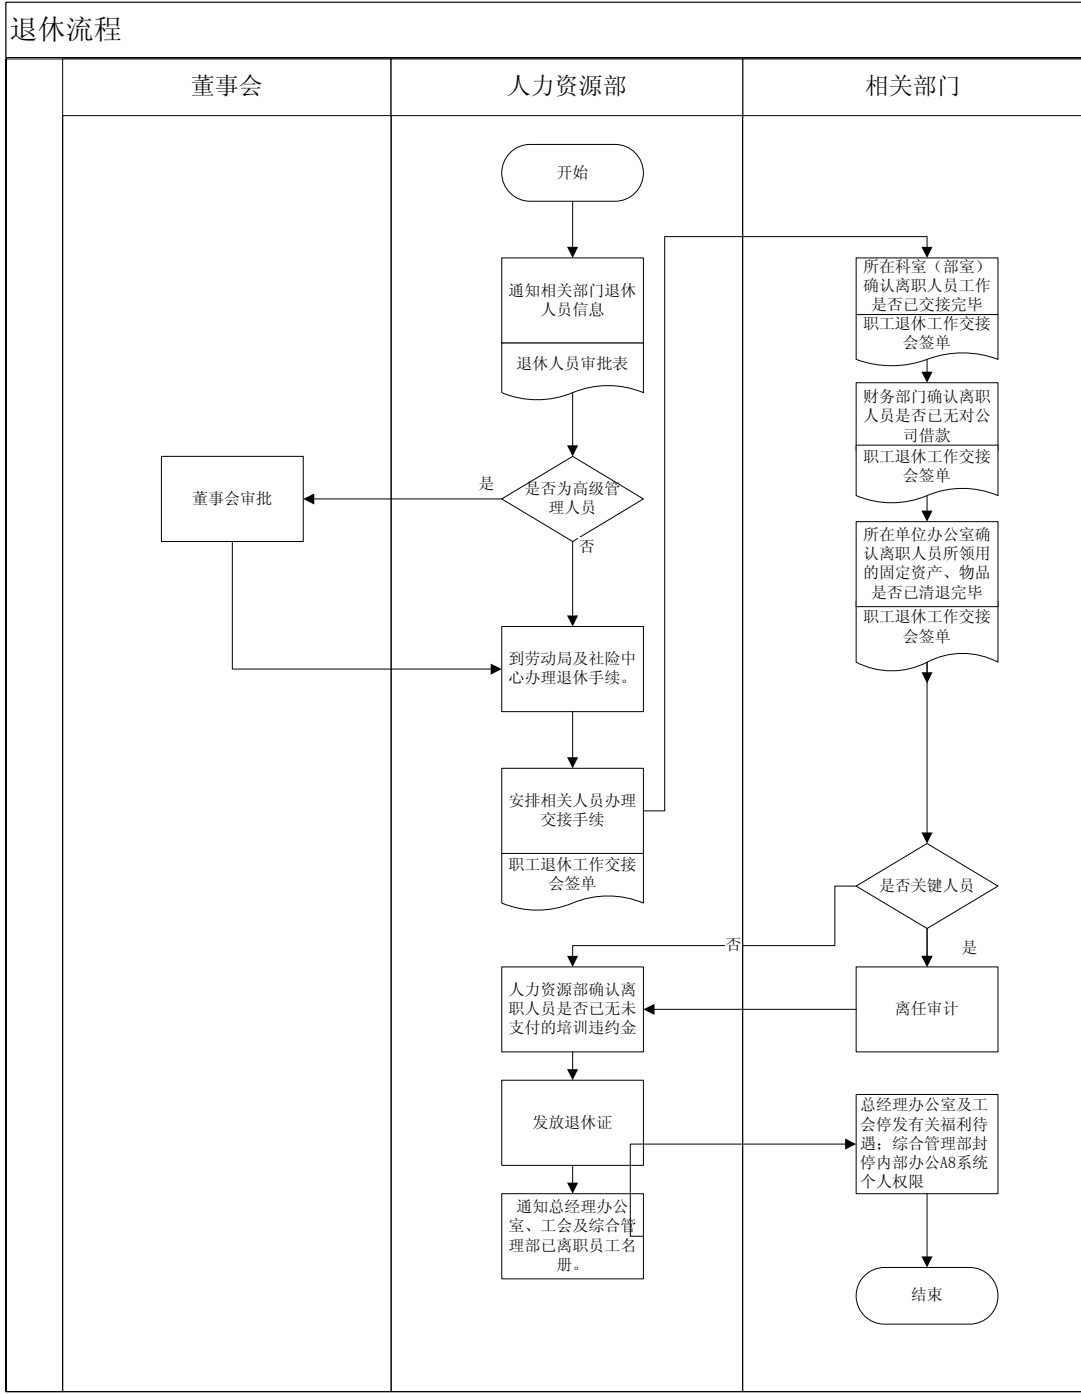 退休流程
董事会
人力资源部
相关部门
开始
通知相关部门退休
人员信息
退休人员审批表
是否为高级管
理人员
是
否
董事会审批
到劳动局及社险中
心办理退休手续。
安排相关人员办理
交接手续
职工退休工作交接
会签单
所在科室（部室）
确认离职人员工作
是否已交接完毕
职工退休工作交接
会签单
财务部门确认离职
人员是否已无对公
司借款
职工退休工作交接
会签单
所在单位办公室确
认离职人员所领用
的固定资产、物品
是否已清退完毕
职工退休工作交接
会签单
是否关键人员
否
是
离任审计
人力资源部确认离
职人员是否已无未
支付的培训违约金
发放退休证
通知总经理办公
室、工会及综合管
理部已离职员工名
册。
总经理办公室及工
会停发有关福利待
遇；综合管理部封
停内部办公A8系统
个人权限
结束